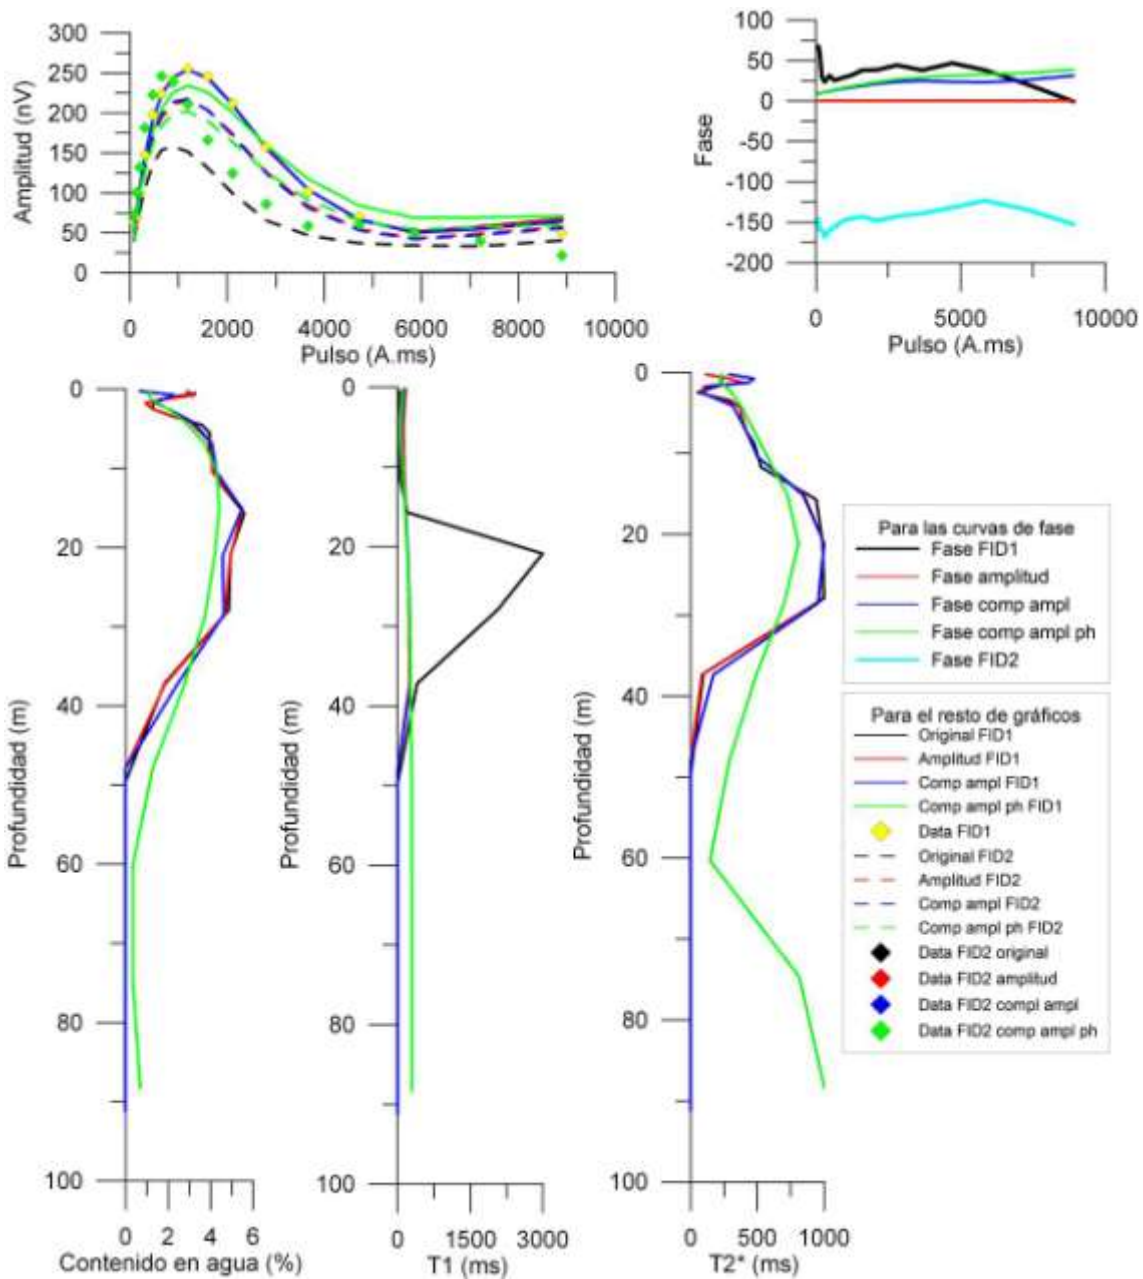 300
250
200
150
100
50
0
Amplitud (nV)
0 2000 4000 6000 8000 10000
Pulso (A.ms)
100
50
0
-50
-100
-150
-200
Fase
0 5000 10000
Pulso (A.ms)
0
20
40
60
80
100
Profundidad (m)
0 2 4 6
Contenido en agua (%)
0
20
40
60
80
100
Profundidad (m)
0 1500 3000
T1 (ms)
0
20
40
60
80
100
Profundidad (m)
0 500 1000
T2* (ms)
Para las curvas de fase
Fase FID1
Fase amplitud
Fase comp ampl
Fase comp ampl ph
Fase FID2
Para el resto de gráficos
Original FID1
Amplitud FID1
Comp ampl FID1
Comp ampl ph FID1
Data FID1
Original FID2
Amplitud FID2
Comp ampl FID2
Comp ampl ph FID2
Data FID2 original
Data FID2 amplitud
Data FID2 compl ampl
Data FID2 comp ampl ph